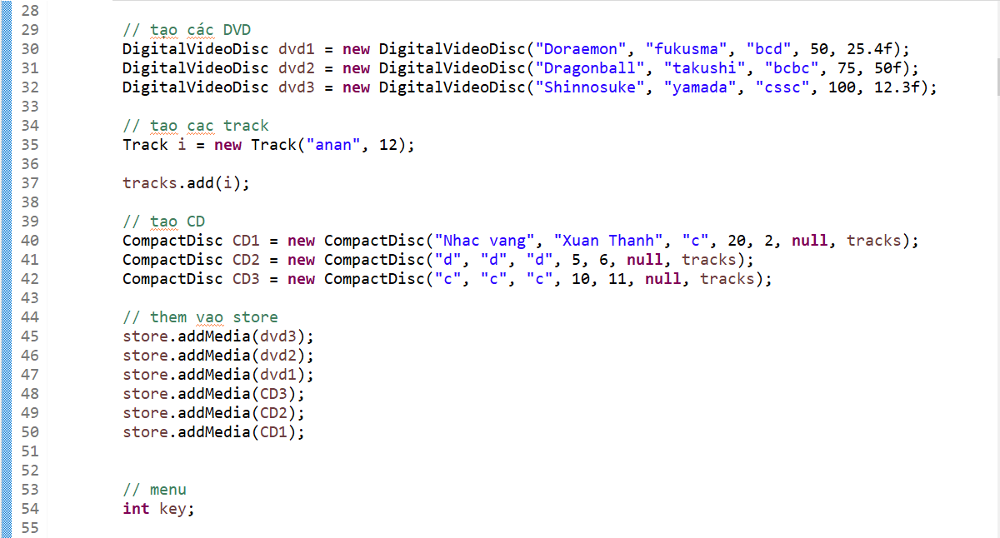 28
29 // tạo các DVD
30 DigitalVideoDisc dvd1 = new DigitalVideoDisc("Doraemon", "fukusma", "bcd", 50, 25.4f);
31 DigitalVideoDisc dvd2 = new DigitalVideoDisc("Dragonball", "takushi", "bcbc", 75, 50f);
32 DigitalVideoDisc dvd3 = new DigitalVideoDisc("Shinnosuke", "yamada", "cssc", 100, 12.3f);
33
34 // tao cac track
35 Track i = new Track("anan", 12);
36
37 tracks.add(i);
38
39 // tao CD
40 CompactDisc CD1 = new CompactDisc("Nhac vang", "Xuan Thanh", "c", 20, 2, null, tracks);
41 CompactDisc CD2 = new CompactDisc("d", "d", "d", 5, 6, null, tracks);
42 CompactDisc CD3 = new CompactDisc("c", "c", "c", 10, 11, null, tracks);
43
44 // them vao store
45 store.addMedia(dvd3);
46 store.addMedia(dvd2);
47 store.addMedia(dvd1);
48 store.addMedia(CD3);
49 store.addMedia(CD2);
50 store.addMedia(CD1);
51
52
53 // menu
54 int key;
55